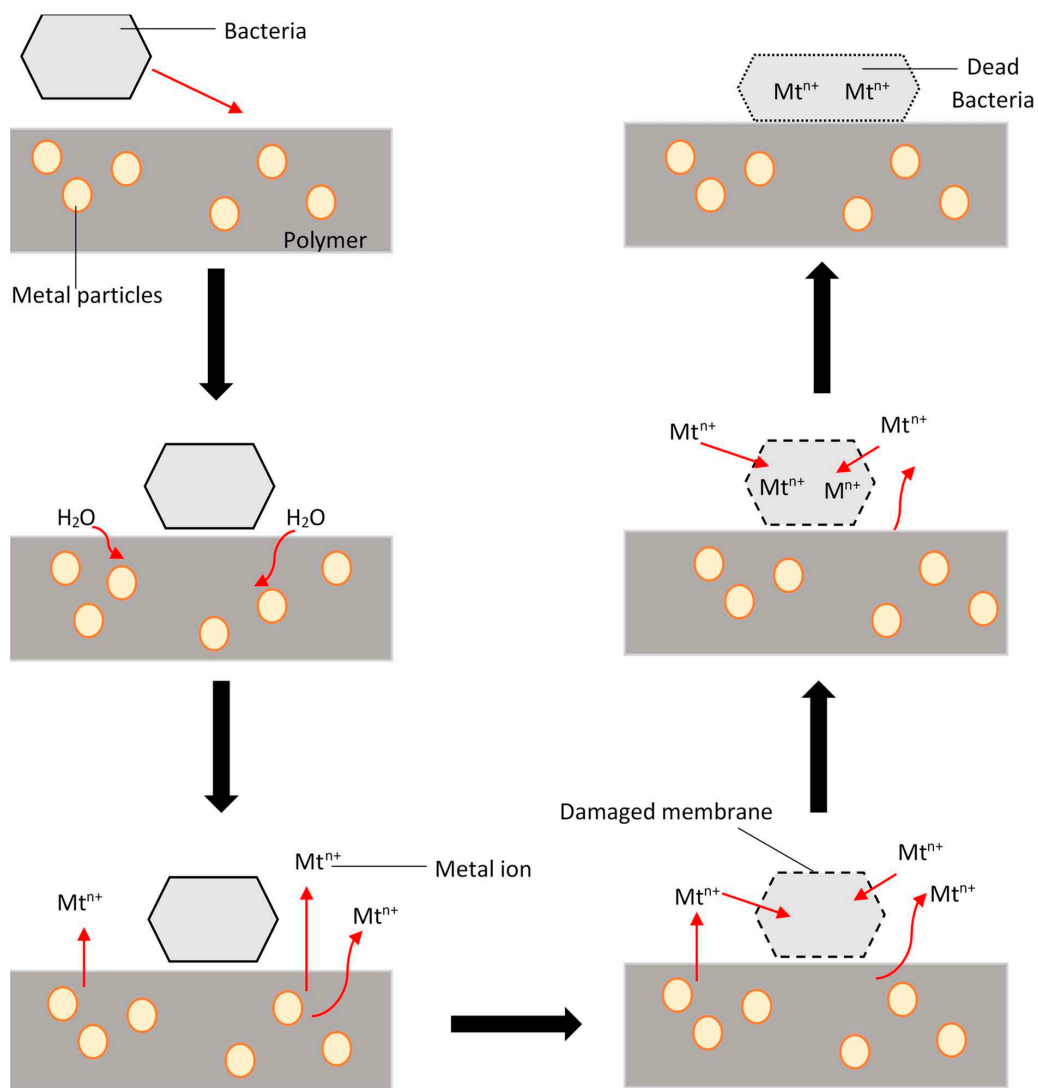 Bacteria
Polymer
Metal particles
H₂O
H₂O
Mtⁿ⁺
Metal ion
Mtⁿ⁺
Mtⁿ⁺
Damaged membrane
Mtⁿ⁺
Mtⁿ⁺
Mtⁿ⁺
Mtⁿ⁺
Mtⁿ⁺
Mtⁿ⁺
Mⁿ⁺
Dead
Bacteria
Mtⁿ⁺
Mtⁿ⁺